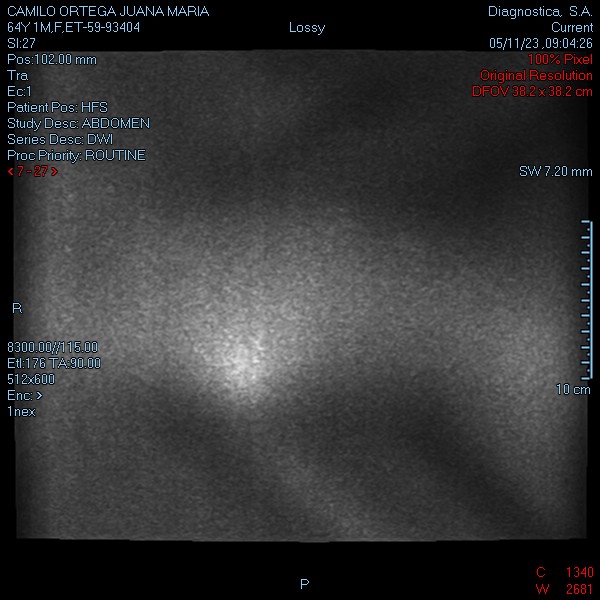 CAMILO ORTEGA JUANA MARIA
64Y 1M,F,ET-59-93404
Sl:27
Pos:102.00 mm
Tra
Ec:1
Patient Pos: HFS
Study Desc: ABDOMEN
Series Desc: DWI
Proc Priority: ROUTINE
< 7 - 27 >
Lossy
Diagnostica, S.A.
Current
05/11/23 ,09:04:26
100% Pixel
Original Resolution
DFOV 38.2 x 38.2 cm
SW 7.20 mm
R
8300.00//115.00
Etl:176 TA:90.00
512x600
Enc: >
1nex
10 cm
P
C 1340
W 2681